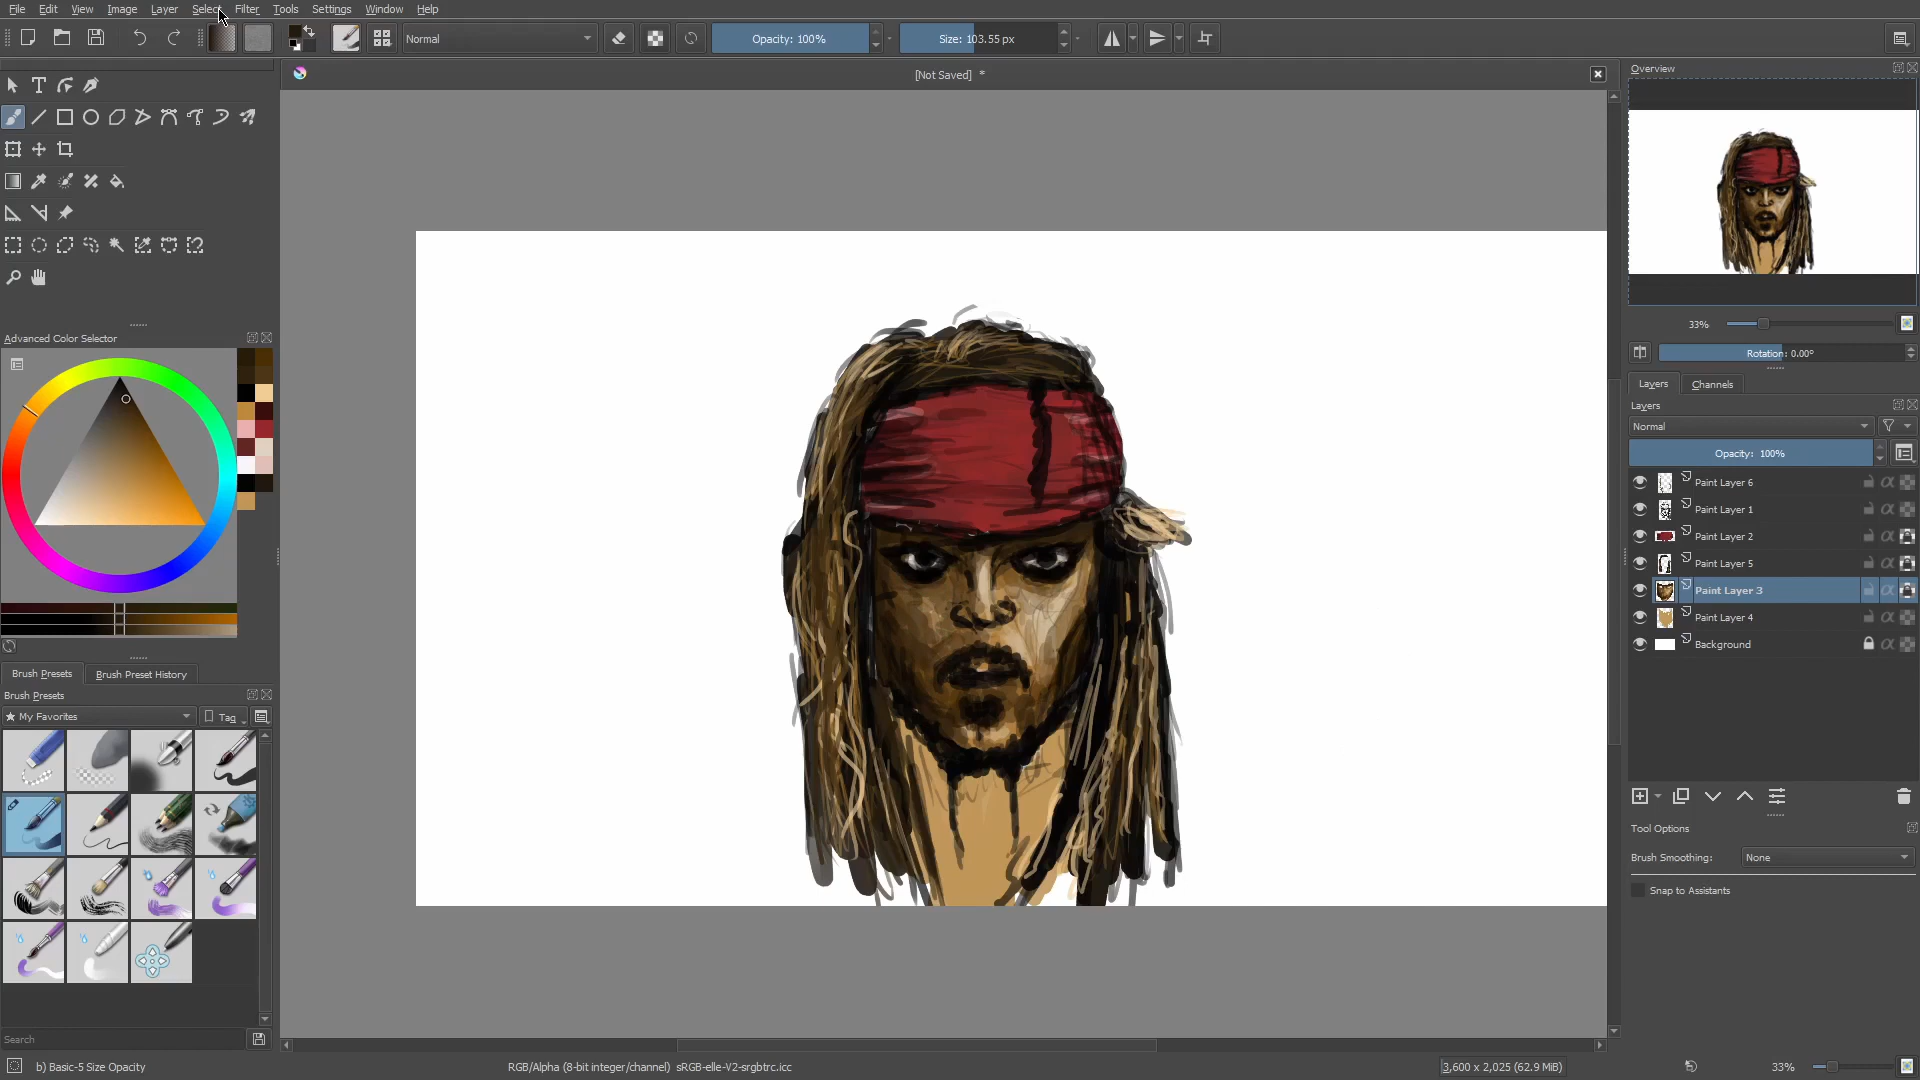 File Edit View Image Layer Select Filter Tools Settings Window Help
Normal Opacity: 100% Size: 103.55 px
[Not Saved] *
Overview
33%
Rotation: 0.00°
Layers Channels
Layers
Normal
Opacity: 100%
Paint Layer 6
Paint Layer 1
Paint Layer 2
Paint Layer 5
Paint Layer 3
Paint Layer 4
Background
Tool Options
Brush Smoothing: None
Snap to Assistants
Advanced Color Selector
Brush Presets Brush Preset History
Brush Presets
My Favorites Tag
Search
b) Basic-5 Size Opacity RGB/Alpha (8-bit integer/channel) sRGB-elle-V2-srgbtrc.icc 3,600 x 2,025 (62.9 MiB) 33%